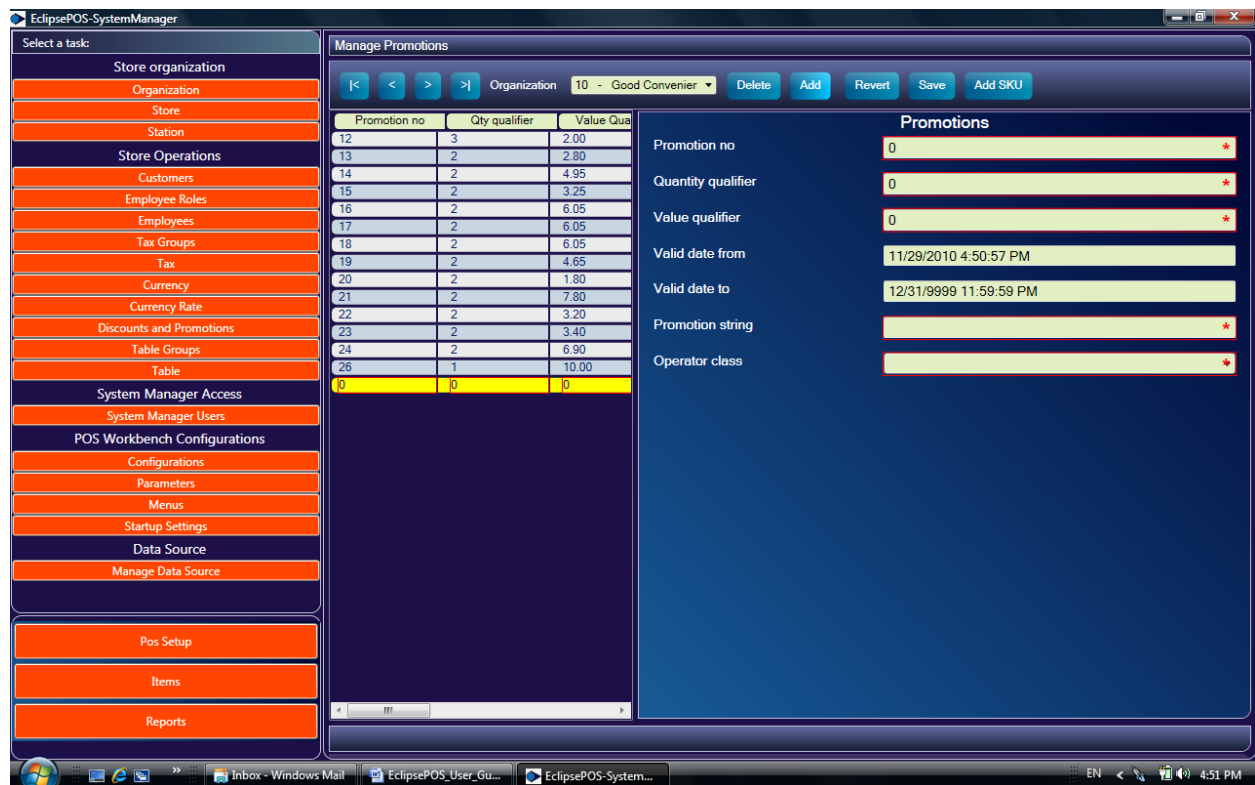 EclipsePOS-SystemManager
Select a task:
Store organization
Organization
Store
Station
Store Operations
Customers
Employee Roles
Employees
Tax Groups
Tax
Currency
Currency Rate
Discounts and Promotions
Table Groups
Table
System Manager Access
System Manager Users
POS Workbench Configurations
Configurations
Parameters
Menus
Startup Settings
Data Source
Manage Data Source
Pos Setup
Items
Reports
Manage Promotions
|< < > >| Organization 10 - Good Convenier Delete Add Revert Save Add SKU
Promotion no Qty qualifier Value Qua
12 3 2.00
13 2 2.80
14 2 4.95
15 2 3.25
16 2 6.05
17 2 6.05
18 2 6.05
19 2 4.65
20 2 1.80
21 2 7.80
22 2 3.20
23 2 3.40
24 2 6.90
26 1 10.00
0 0 0
Promotions
Promotion no 0 *
Quantity qualifier 0 *
Value qualifier 0 *
Valid date from 11/29/2010 4:50:57 PM
Valid date to 12/31/9999 11:59:59 PM
Promotion string *
Operator class *
» Inbox - Windows Mail EclipsePOS_User_Gu... EclipsePOS-System... EN < 4:51 PM